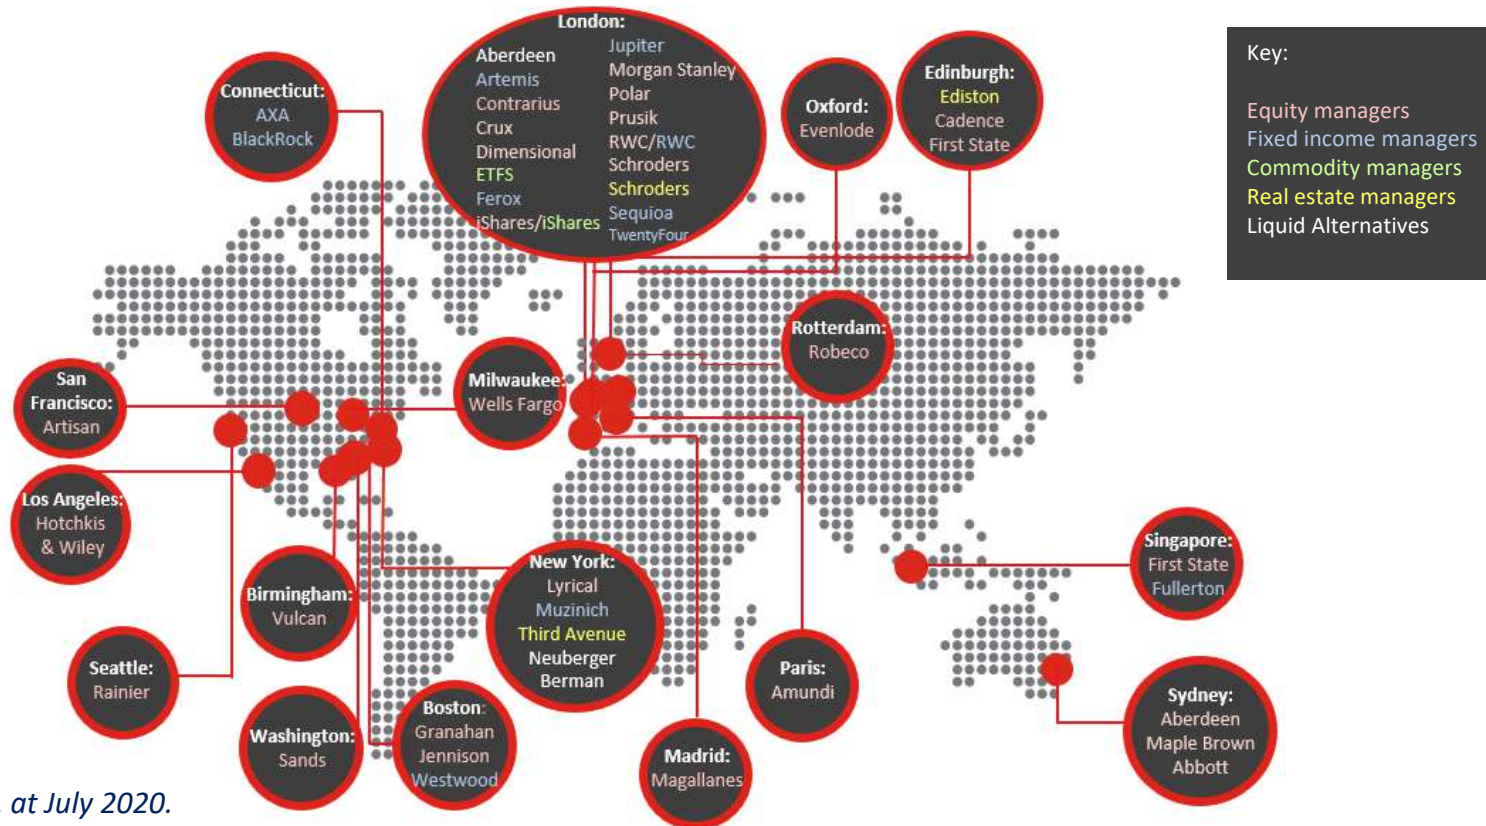 London:
Aberdeen
Artemis
Contrarius
Crux
Dimensional
ETFS
Ferox
iShares/iShares
Jupiter
Morgan Stanley
Polar
Prusik
RWC/RWC
Schroders
Schroders
Sequioa
TwentyFour
Connecticut:
AXA
BlackRock
Oxford:
Evenlode
Edinburgh:
Ediston
Cadence
First State
Key:
Equity managers
Fixed income managers
Commodity managers
Real estate managers
Liquid Alternatives
Rotterdam:
Robeco
San
Francisco:
Artisan
Milwaukee:
Wells Fargo
Los Angeles:
Hotchkis
& Wiley
Birmingham:
Vulcan
New York:
Lyrical
Muzinich
Third Avenue
Neuberger
Berman
Singapore:
First State
Fullerton
Seattle:
Rainier
Washington:
Sands
Boston:
Granahan
Jennison
Westwood
Madrid:
Magallanes
Paris:
Amundi
Sydney:
Aberdeen
Maple Brown
Abbott
at July 2020.